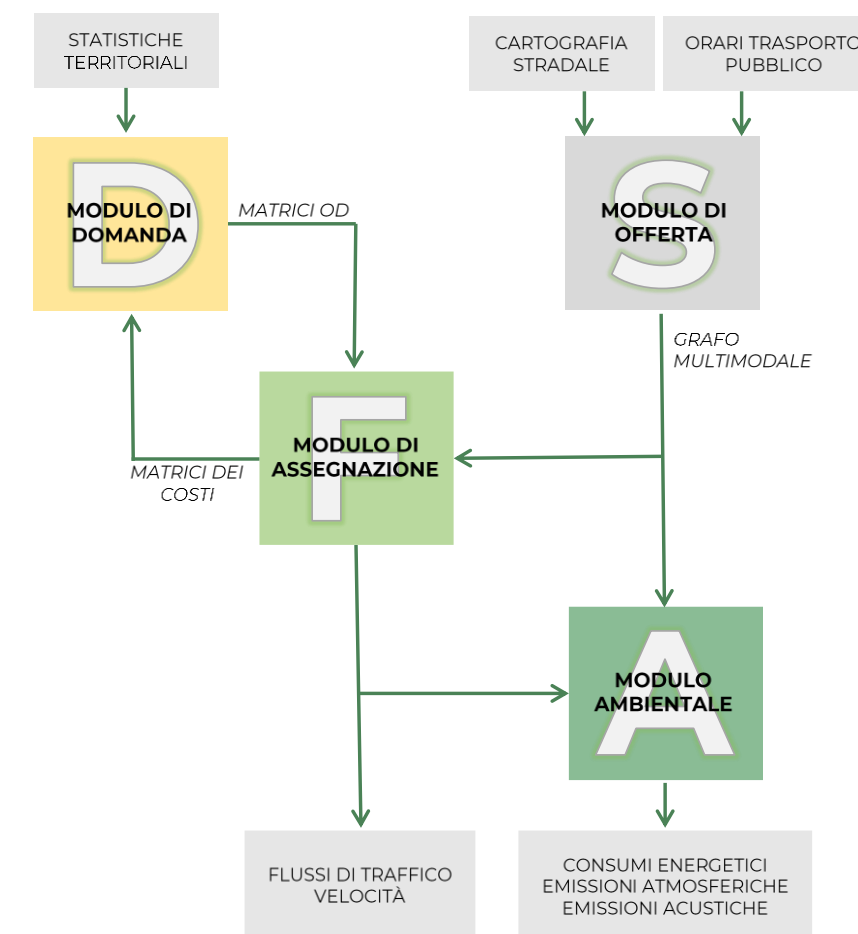 STATISTICHE
TERRITORIALI
CARTOGRAFIA
STRADALE
ORARI TRASPORTO
PUBBLICO
D
MODULO DI
DOMANDA
MATRICI OD
S
MODULO DI
OFFERTA
GRAFO
MULTIMODALE
F
MODULO DI
ASSEGNAZIONE
MATRICI DEI
COSTI
A
MODULO
AMBIENTALE
FLUSSI DI TRAFFICO
VELOCITÀ
CONSUMI ENERGETICI
EMISSIONI ATMOSFERICHE
EMISSIONI ACUSTICHE